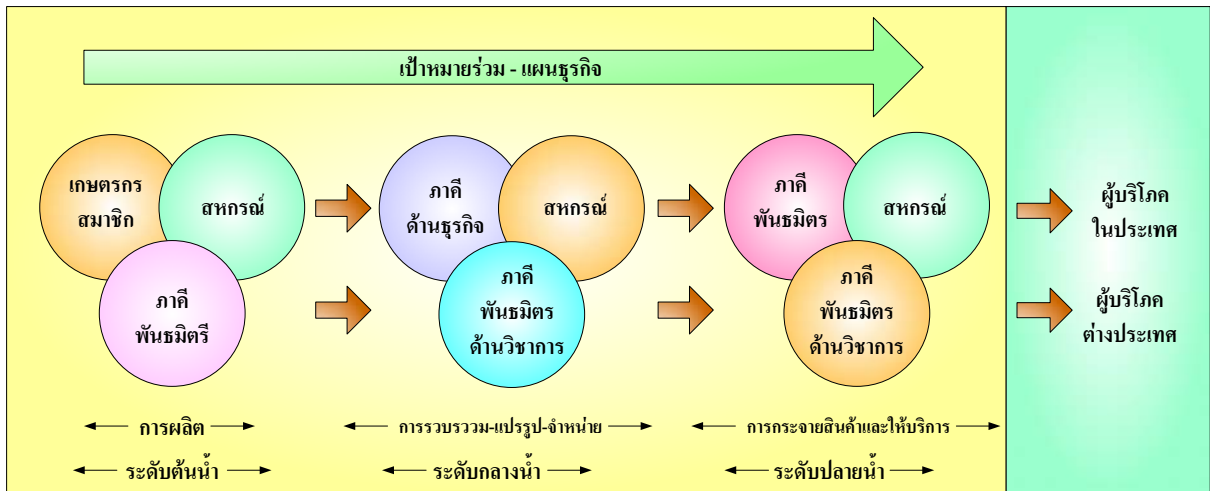 เป้าหมายร่วม - แผนธุรกิจ
เกษตรกร
สมาชิก
สหกรณ์
ภาคี
พันธมิตรี
ภาคี
ด้านธุรกิจ
สหกรณ์
ภาคี
พันธมิตร
ด้านวิชาการ
ภาคี
พันธมิตร
สหกรณ์
ภาคี
พันธมิตร
ด้านวิชาการ
ผู้บริโภค
ในประเทศ
ผู้บริโภค
ต่างประเทศ
การผลิต
การรวบรววม-แปรรูป-จำหน่าย
การกระจายสินค้าและให้บริการ
ระดับต้นน้ำ
ระดับกลางน้ำ
ระดับปลายน้ำ